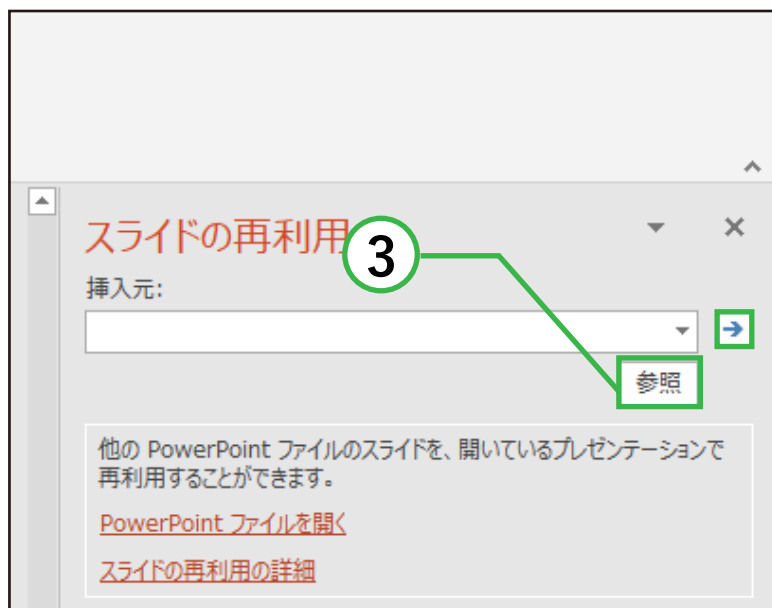 スライドの再利用
3
挿入元:
参照
他の PowerPoint ファイルのスライドを、開いているプレゼンテーションで
再利用することができます。
PowerPoint ファイルを開く
スライドの再利用の詳細